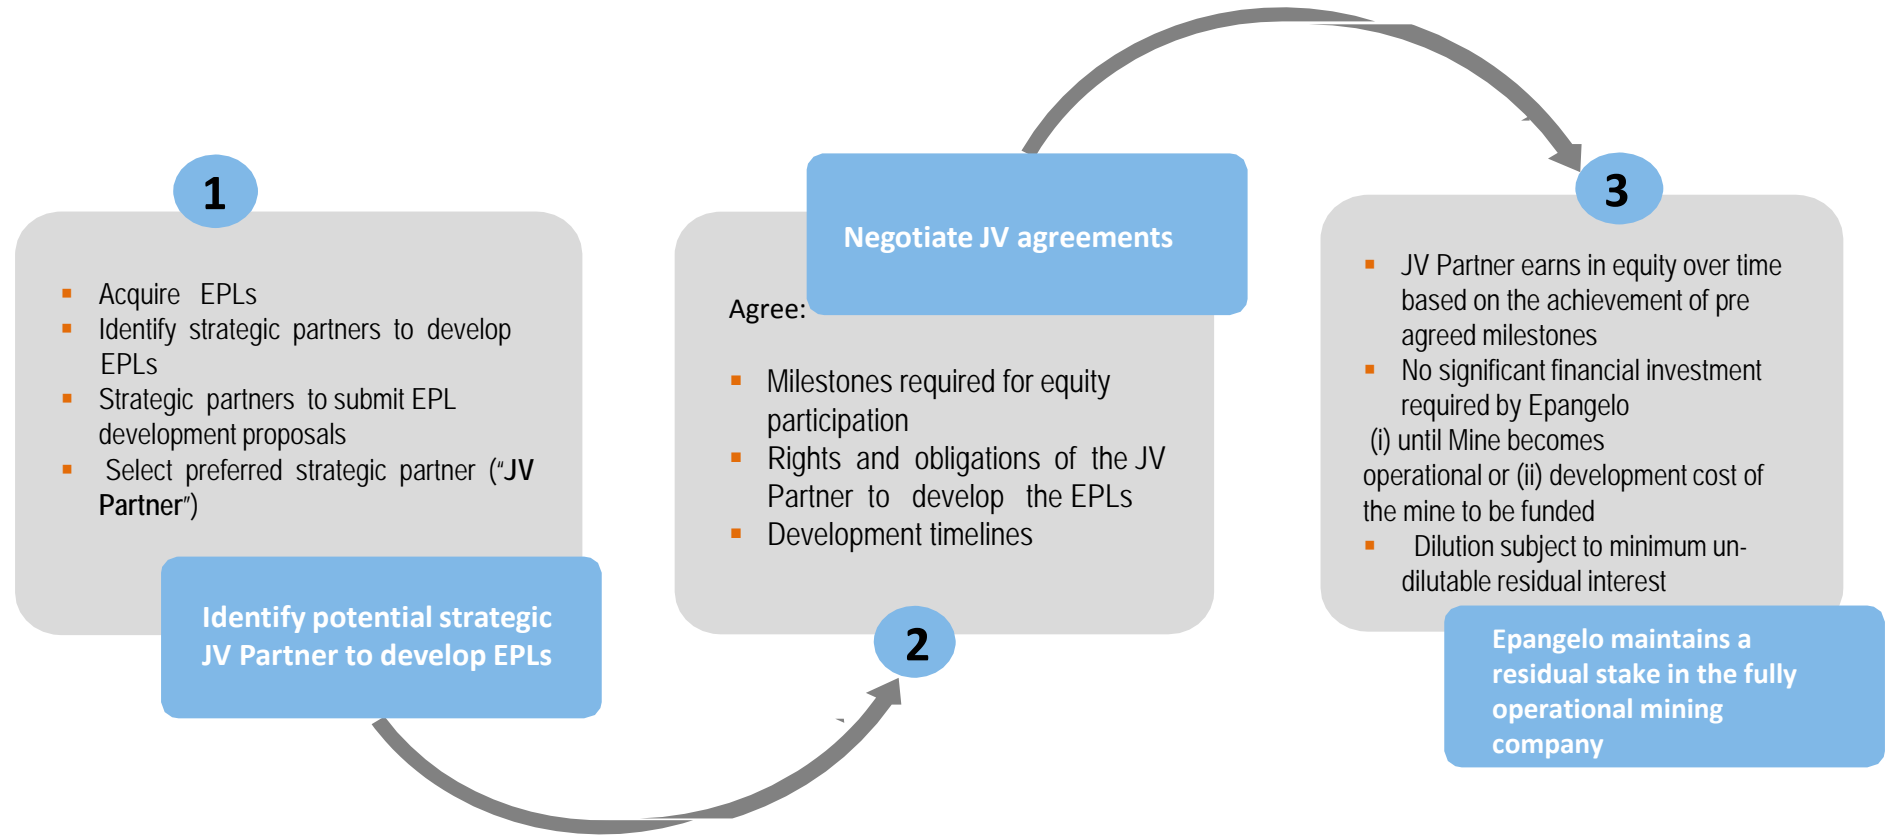 1
Acquire EPLs
Identify strategic partners to develop
EPLs
Strategic partners to submit EPL
development proposals
Select preferred strategic partner (“JV
Partner”)
Identify potential strategic
JV Partner to develop EPLs
Negotiate JV agreements
Agree:
Milestones required for equity
participation
Rights and obligations of the JV
Partner to develop the EPLs
Development timelines
2
3
JV Partner earns in equity over time
based on the achievement of pre
agreed milestones
No significant financial investment
required by Epangelo
(i) until Mine becomes
operational or (ii) development cost of
the mine to be funded
Dilution subject to minimum un-
dilutable residual interest
Epangelo maintains a
residual stake in the fully
operational mining
company